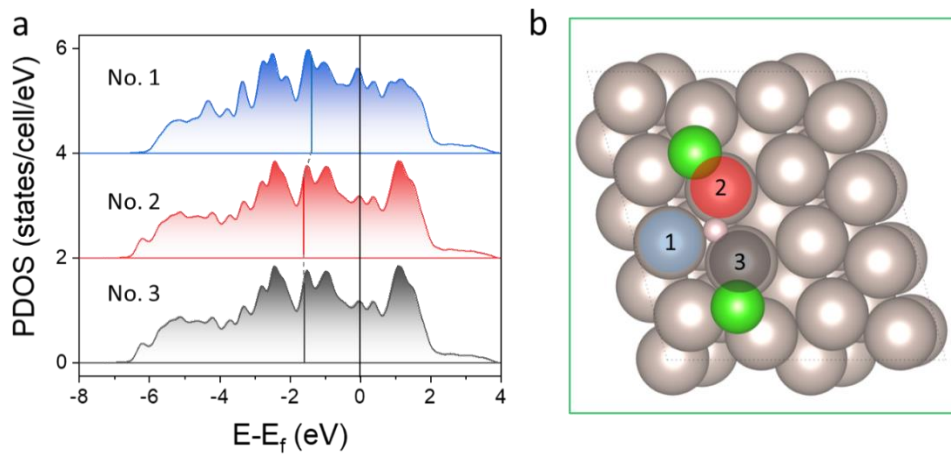 a
b
PDOS (states/cell/eV)
6
4
2
0
No. 1
No. 2
No. 3
-8 -6 -4 -2 0 2 4
E-Ef (eV)
2
1
3